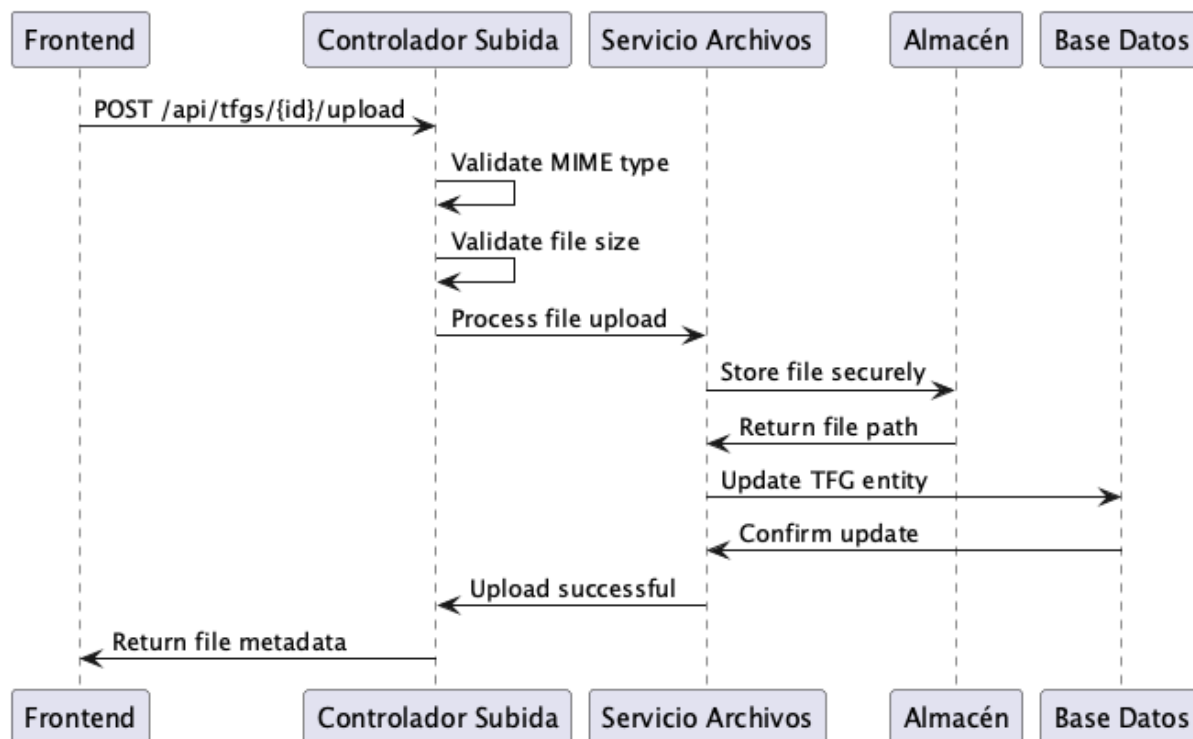 Frontend
Controlador Subida
Servicio Archivos
Almacén
Base Datos
POST /api/tfgs/{id}/upload
Validate MIME type
Validate file size
Process file upload
Store file securely
Return file path
Update TFG entity
Confirm update
Upload successful
Return file metadata
Frontend
Controlador Subida
Servicio Archivos
Almacén
Base Datos